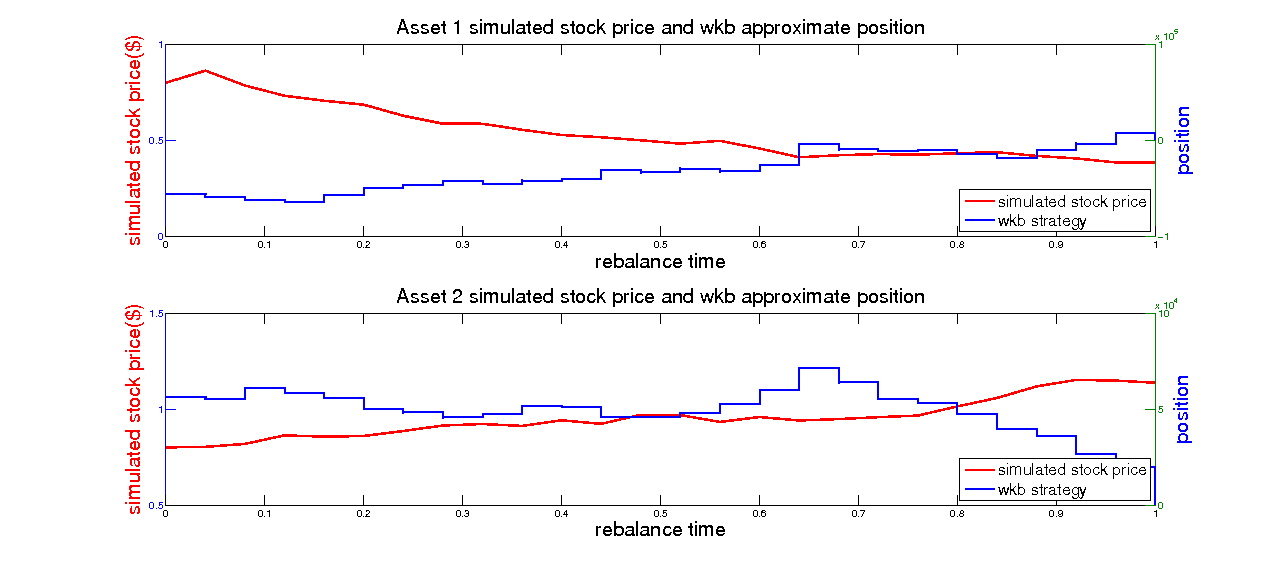 Asset 1 simulated stock price and wkb approximate position
simulated stock price($)
1
0.5
0
x 10^5
1
0
−1
position
simulated stock price
wkb strategy
0 0.1 0.2 0.3 0.4 0.5 0.6 0.7 0.8 0.9 1
rebalance time
Asset 2 simulated stock price and wkb approximate position
simulated stock price($)
1.5
1
0.5
x 10^4
10
5
0
position
simulated stock price
wkb strategy
0 0.1 0.2 0.3 0.4 0.5 0.6 0.7 0.8 0.9 1
rebalance time